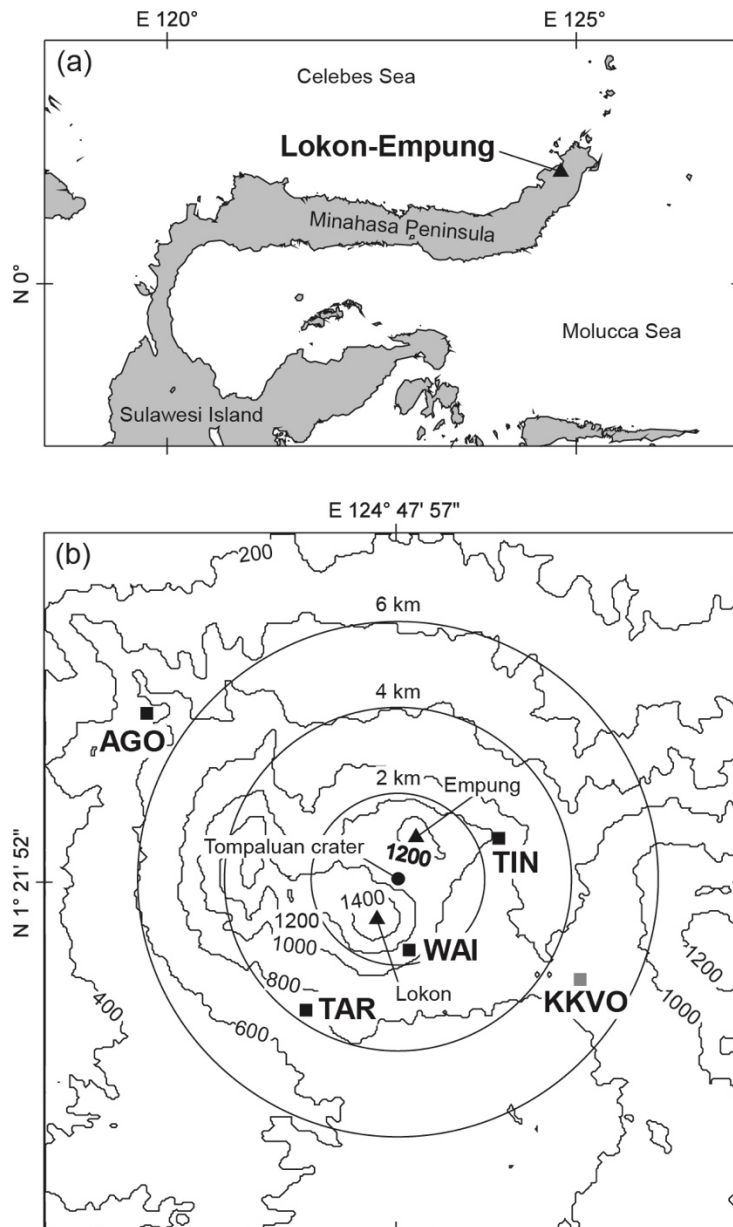 E 120°
E 125°
(a)
Celebes Sea
Lokon-Empung
Minahasa Peninsula
N 0°
Molucca Sea
Sulawesi Island
E 124° 47' 57"
(b)
200
6 km
4 km
AGO
2 km
Empung
Tompaluan crater
1200
TIN
N 1° 21' 52"
1400
1200
1000
WAI
800
Lokon
KKVO
1200
1000
TAR
400
600